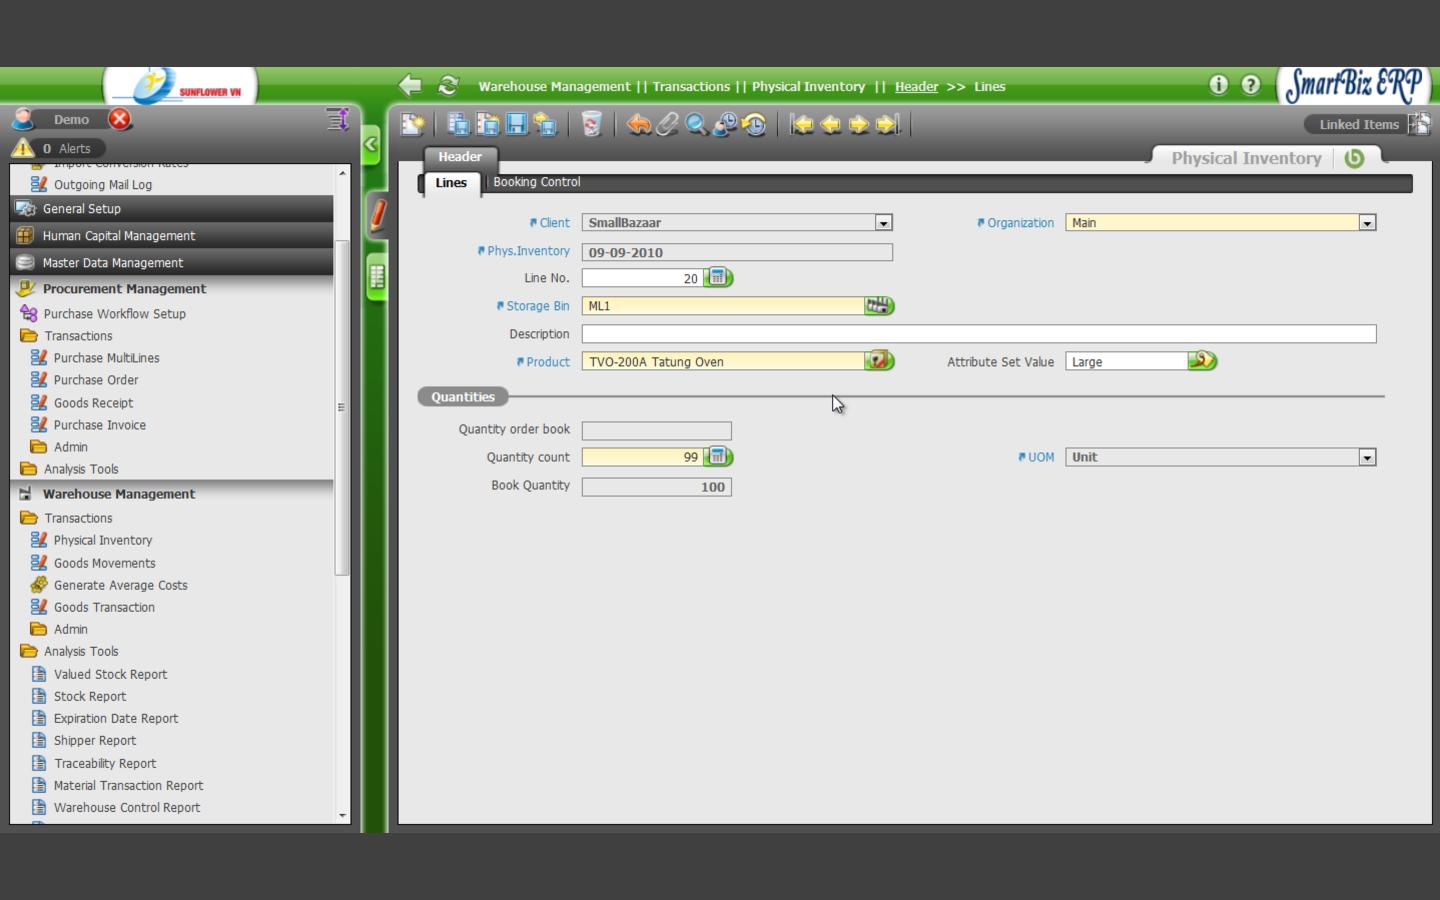 SUNFLOWER VN
Warehouse Management || Transactions || Physical Inventory || Header >> Lines
SmartBiz ERP
Demo
0 Alerts
Linked Items
Import Conversion Rates
Outgoing Mail Log
General Setup
Human Capital Management
Master Data Management
Procurement Management
Purchase Workflow Setup
Transactions
Purchase MultiLines
Purchase Order
Goods Receipt
Purchase Invoice
Admin
Analysis Tools
Warehouse Management
Transactions
Physical Inventory
Goods Movements
Generate Average Costs
Goods Transaction
Admin
Analysis Tools
Valued Stock Report
Stock Report
Expiration Date Report
Shipper Report
Traceability Report
Material Transaction Report
Warehouse Control Report
Header
Physical Inventory
Lines
Booking Control
Client SmallBazaar
Organization Main
Phys.Inventory 09-09-2010
Line No. 20
Storage Bin ML1
Description
Product TVO-200A Tatung Oven
Attribute Set Value Large
Quantities
Quantity order book
Quantity count 99
UOM Unit
Book Quantity 100